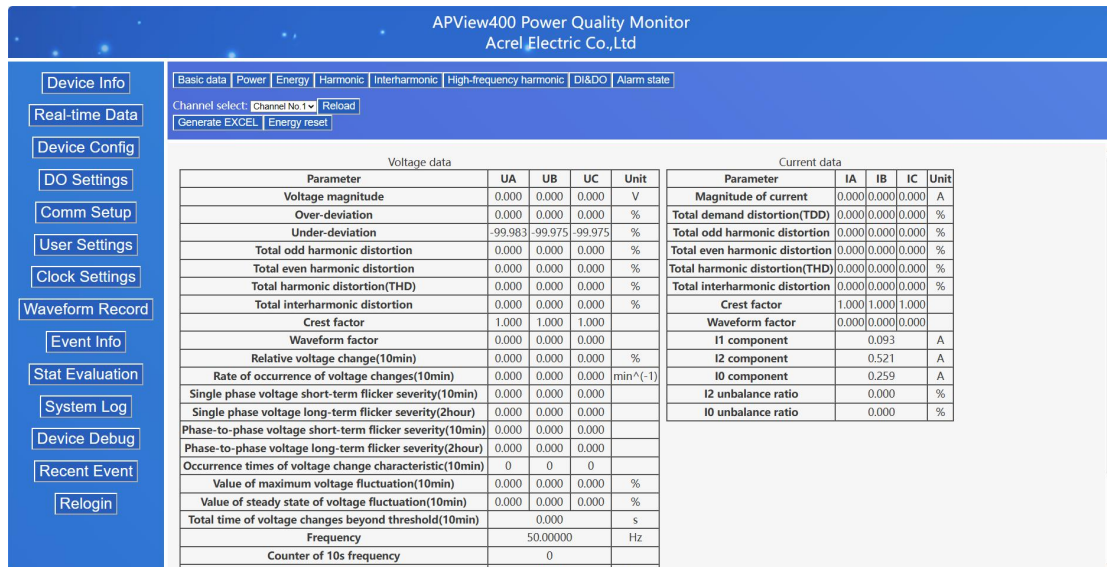 APView400 Power Quality Monitor
Acrel Electric Co.,Ltd
Device Info
Real-time Data
Device Config
DO Settings
Comm Setup
User Settings
Clock Settings
Waveform Record
Event Info
Stat Evaluation
System Log
Device Debug
Recent Event
Relogin
Basic data Power Energy Harmonic Interharmonic High-frequency harmonic DI&DO Alarm state
Channel select: Channel No.1 Reload
Generate EXCEL Energy reset
Voltage data
Parameter UA UB UC Unit
Voltage magnitude 0.000 0.000 0.000 V
Over-deviation 0.000 0.000 0.000 %
Under-deviation -99.983 -99.975 -99.975 %
Total odd harmonic distortion 0.000 0.000 0.000 %
Total even harmonic distortion 0.000 0.000 0.000 %
Total harmonic distortion(THD) 0.000 0.000 0.000 %
Total interharmonic distortion 0.000 0.000 0.000 %
Crest factor 1.000 1.000 1.000
Waveform factor 0.000 0.000 0.000
Relative voltage change(10min) 0.000 0.000 0.000 %
Rate of occurrence of voltage changes(10min) 0.000 0.000 0.000 min^(-1)
Single phase voltage short-term flicker severity(10min) 0.000 0.000 0.000
Single phase voltage long-term flicker severity(2hour) 0.000 0.000 0.000
Phase-to-phase voltage short-term flicker severity(10min) 0.000 0.000 0.000
Phase-to-phase voltage long-term flicker severity(2hour) 0.000 0.000 0.000
Occurrence times of voltage change characteristic(10min) 0 0 0
Value of maximum voltage fluctuation(10min) 0.000 0.000 0.000 %
Value of steady state of voltage fluctuation(10min) 0.000 0.000 0.000 %
Total time of voltage changes beyond threshold(10min) 0.000 s
Frequency 50.00000 Hz
Counter of 10s frequency 0
Current data
Parameter IA IB IC Unit
Magnitude of current 0.000 0.000 0.000 A
Total demand distortion(TDD) 0.000 0.000 0.000 %
Total odd harmonic distortion 0.000 0.000 0.000 %
Total even harmonic distortion 0.000 0.000 0.000 %
Total harmonic distortion(THD) 0.000 0.000 0.000 %
Total interharmonic distortion 0.000 0.000 0.000 %
Crest factor 1.000 1.000 1.000
Waveform factor 0.000 0.000 0.000
I1 component 0.093 A
I2 component 0.521 A
I0 component 0.259 A
I2 unbalance ratio 0.000 %
I0 unbalance ratio 0.000 %